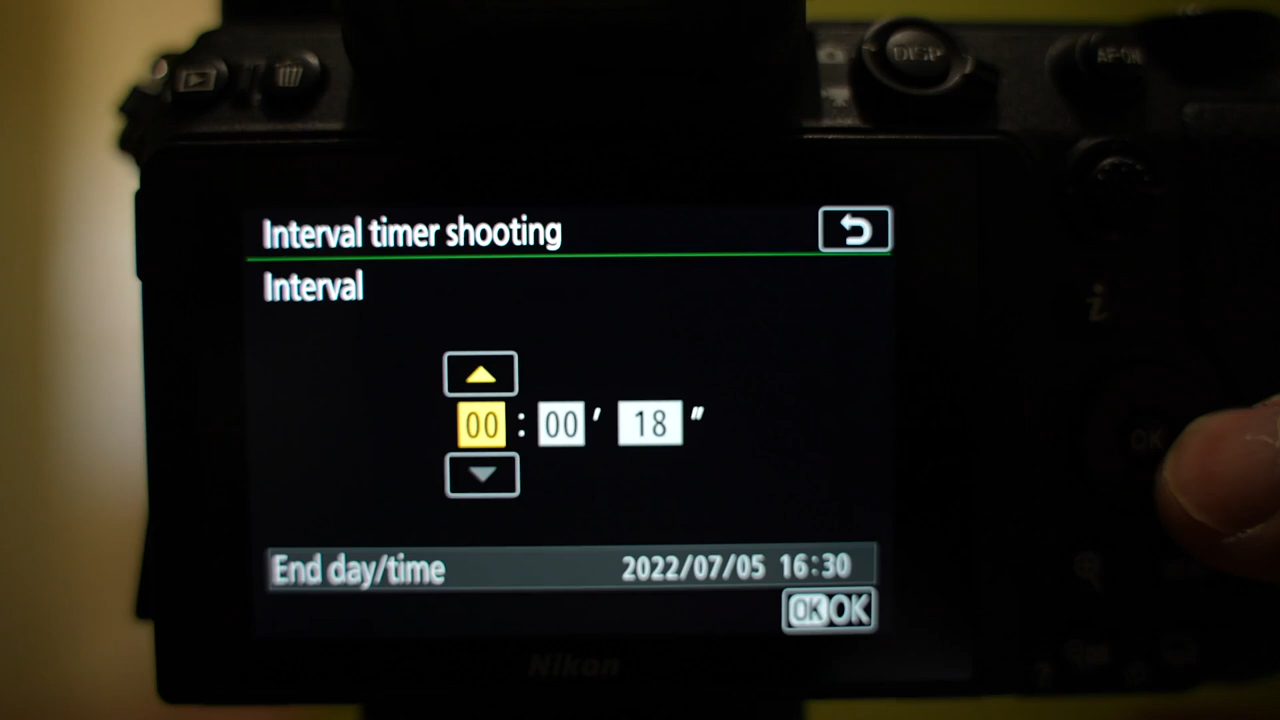 DISP
AF-ON
Interval timer shooting
Interval
i
00 : 00 ' 18 "
OK
End day/time 2022/07/05 16:30
OK OK
Nikon